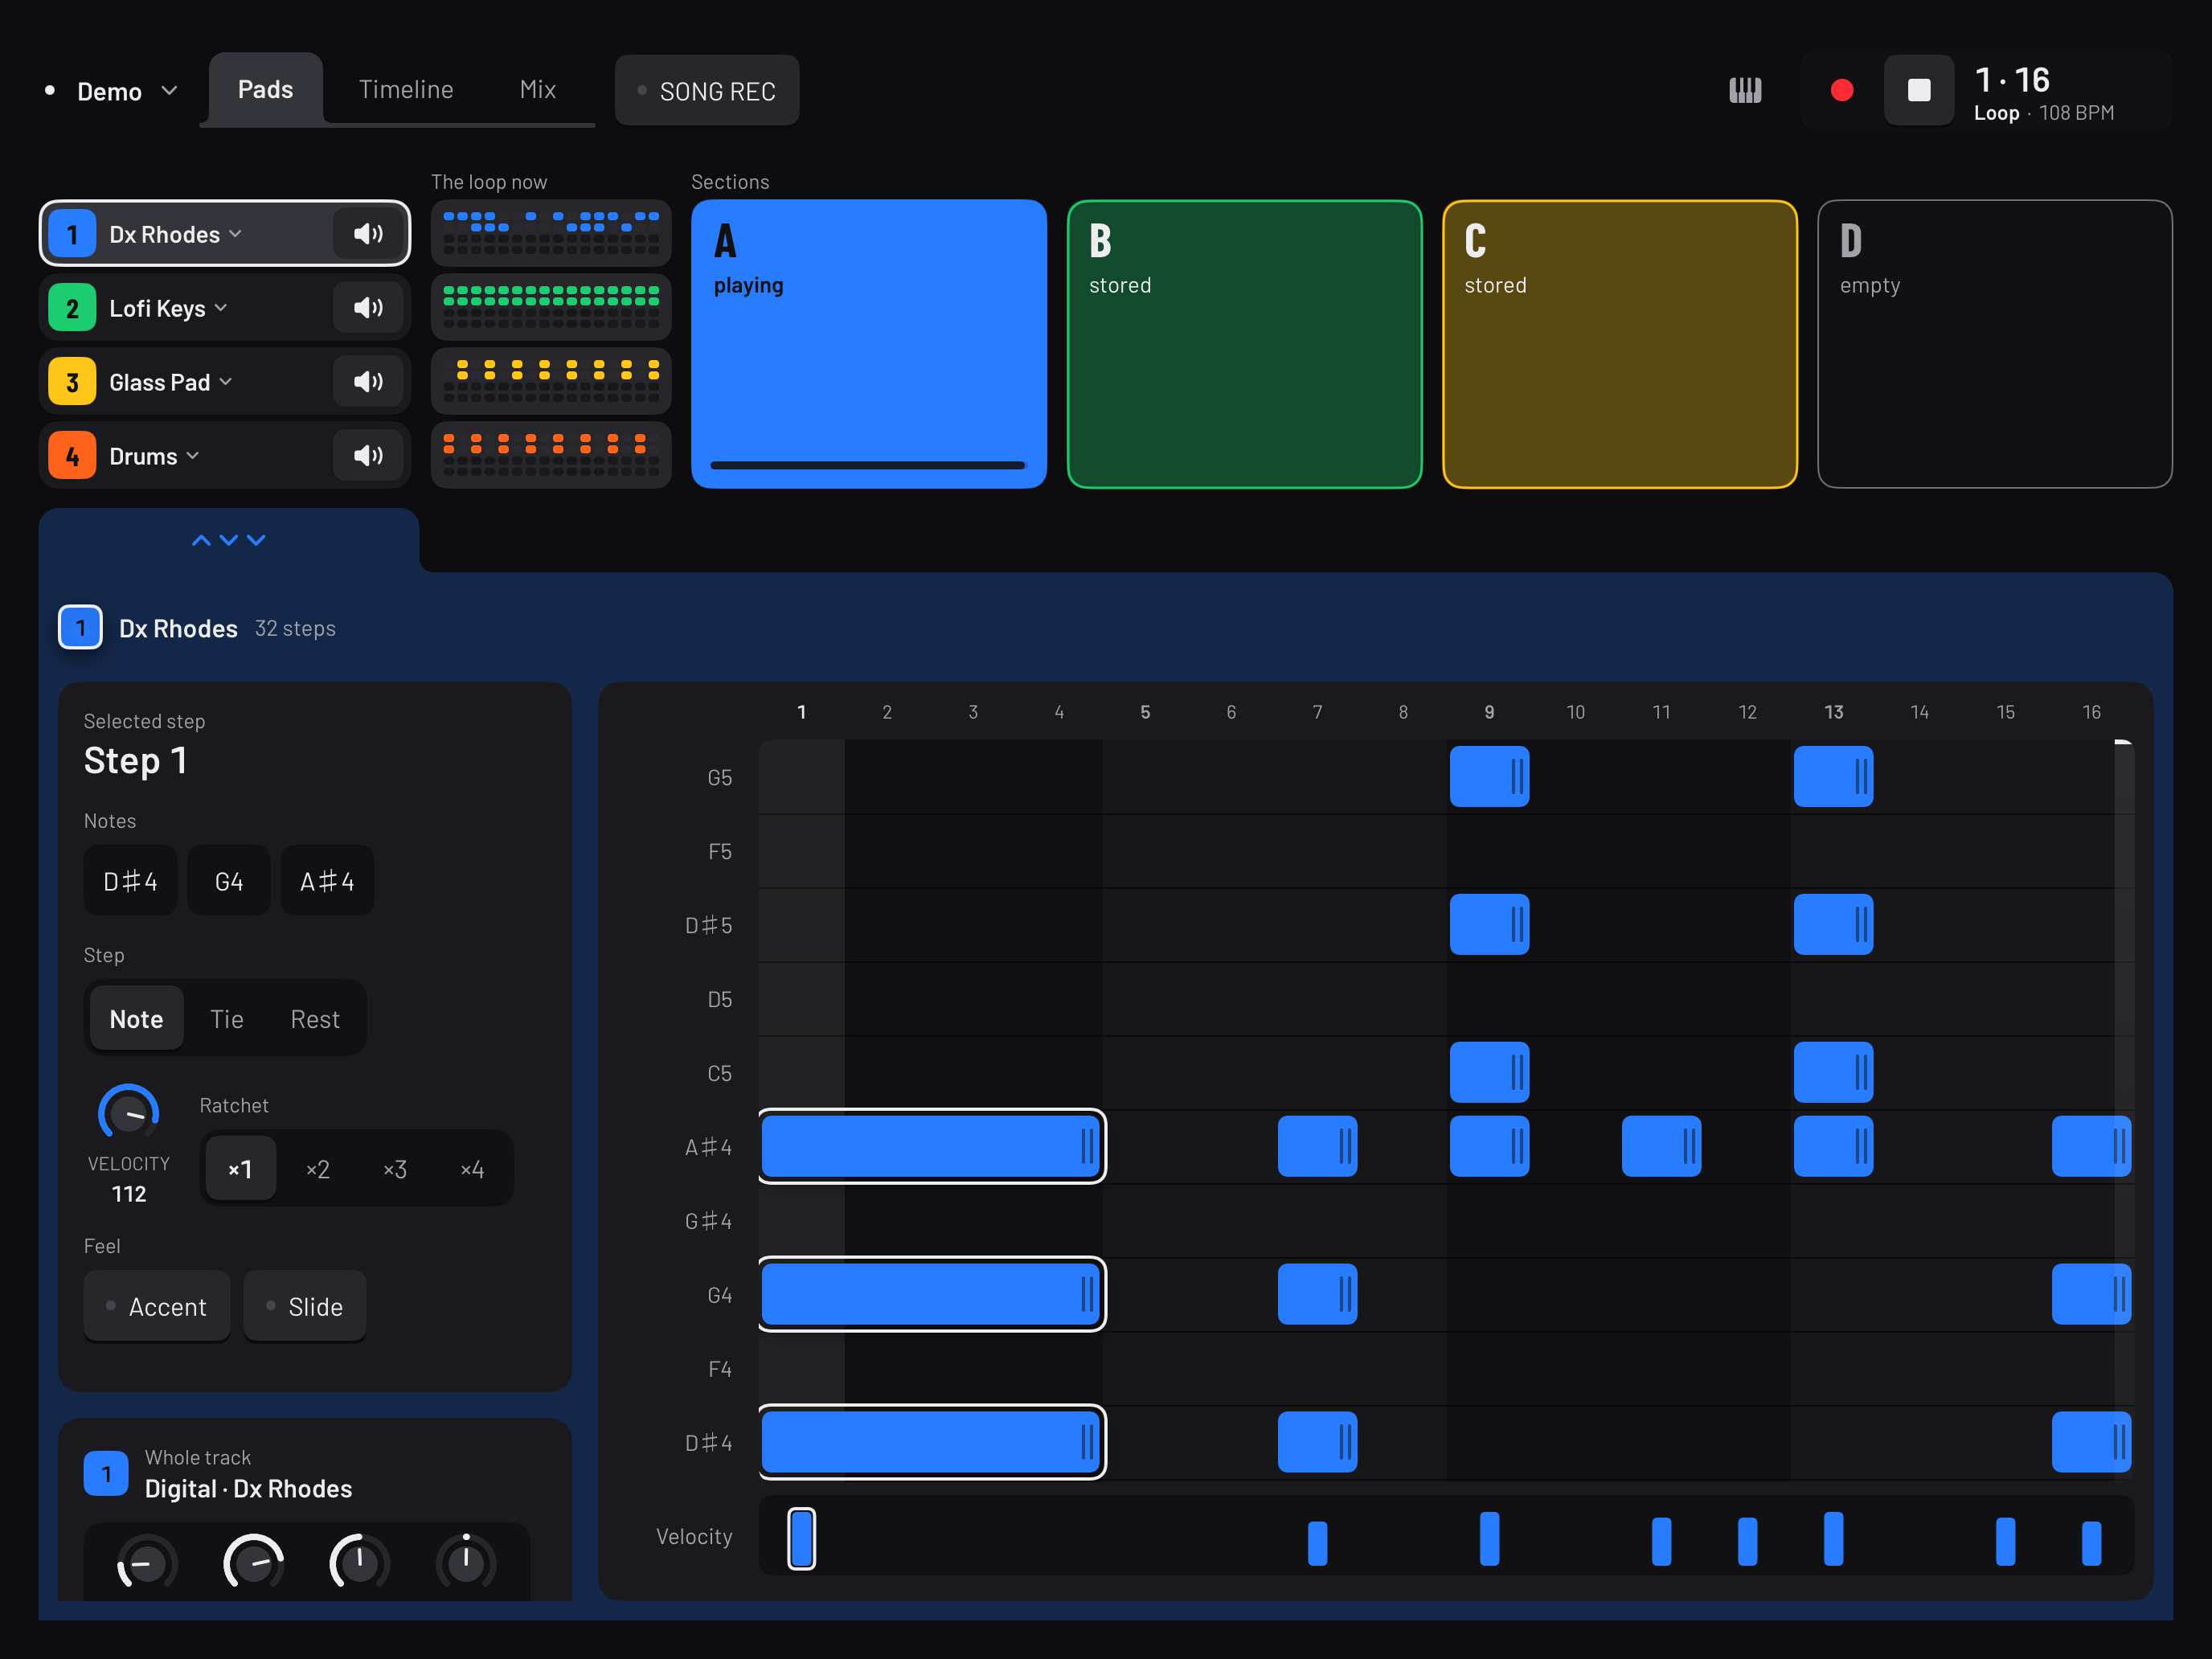 Demo
Pads
Timeline
Mix
SONG REC
1 · 16
Loop · 108 BPM
The loop now
Sections
1 Dx Rhodes
2 Lofi Keys
3 Glass Pad
4 Drums
A
playing
B
stored
C
stored
D
empty
1 Dx Rhodes 32 steps
Selected step
Step 1
Notes
D♯4 G4 A♯4
Step
Note Tie Rest
VELOCITY
112
Ratchet
×1 ×2 ×3 ×4
Feel
Accent Slide
1
Whole track
Digital · Dx Rhodes
1 2 3 4 5 6 7 8 9 10 11 12 13 14 15 16
G5
F5
D♯5
D5
C5
A♯4
G♯4
G4
F4
D♯4
Velocity